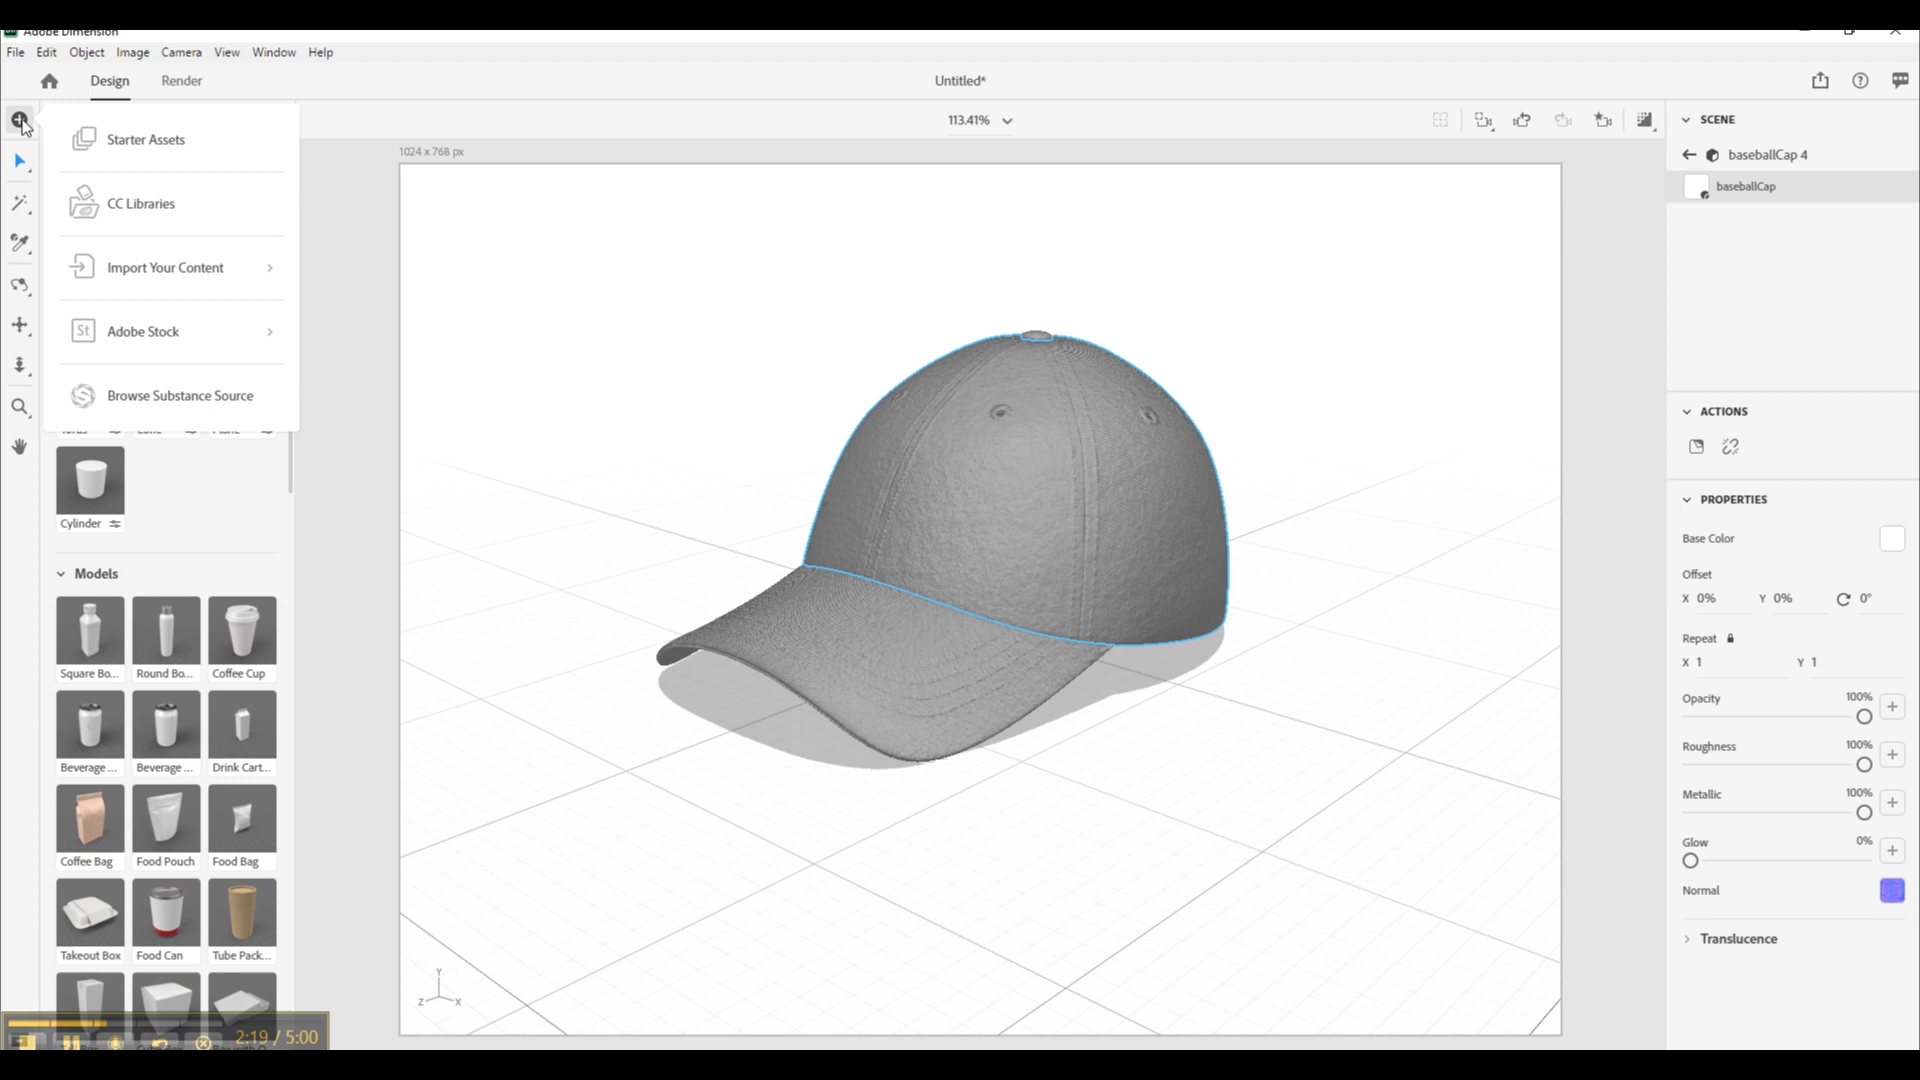 Adobe Dimension
File Edit Object Image Camera View Window Help
Design Render
Untitled*
Starter Assets
CC Libraries
Import Your Content
Adobe Stock
St
Browse Substance Source
113.41%
1024 x 768 px
Cylinder
Models
Square Bo... Round Bo... Coffee Cup
Beverage ... Beverage ... Drink Cart...
Coffee Bag Food Pouch Food Bag
Takeout Box Food Can Tube Pack...
2:19 / 5:00
Y
Z X
SCENE
baseballCap 4
baseballCap
ACTIONS
PROPERTIES
Base Color
Offset
X 0% Y 0% 0°
Repeat
X 1 Y 1
Opacity 100%
Roughness 100%
Metallic 100%
Glow 0%
Normal
Translucence